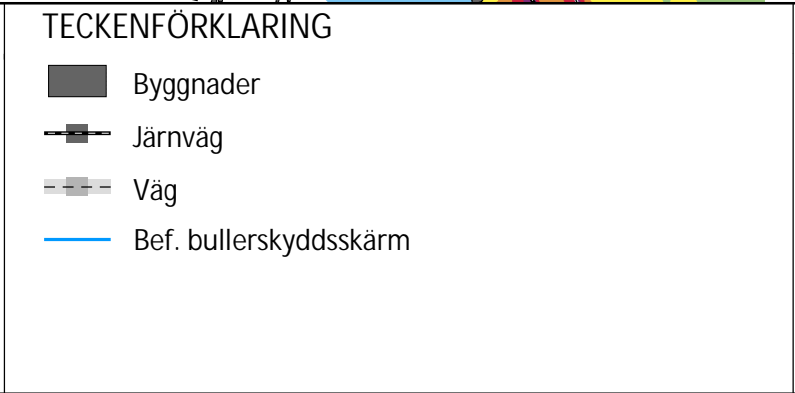 TECKENFÖRKLARING
Byggnader
Järnväg
Väg
Bef. bullerskyddsskärm